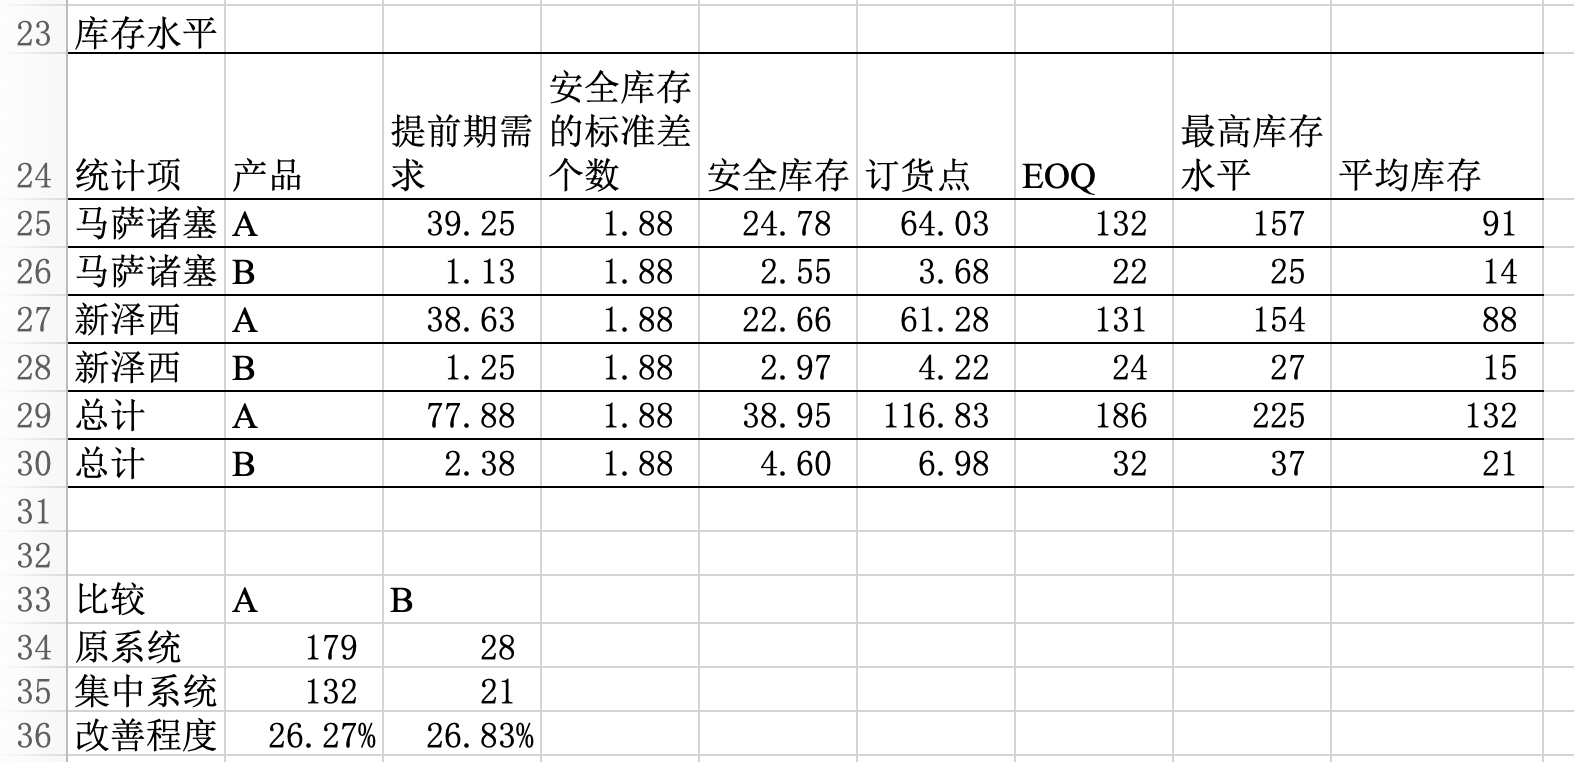 23 库存水平
24 统计项 产品 提前期需求 安全库存的标准差个数 安全库存 订货点 EOQ 最高库存水平 平均库存
25 马萨诸塞 A 39.25 1.88 24.78 64.03 132 157 91
26 马萨诸塞 B 1.13 1.88 2.55 3.68 22 25 14
27 新泽西 A 38.63 1.88 22.66 61.28 131 154 88
28 新泽西 B 1.25 1.88 2.97 4.22 24 27 15
29 总计 A 77.88 1.88 38.95 116.83 186 225 132
30 总计 B 2.38 1.88 4.60 6.98 32 37 21
31
32
33 比较 A B
34 原系统 179 28
35 集中系统 132 21
36 改善程度 26.27% 26.83%